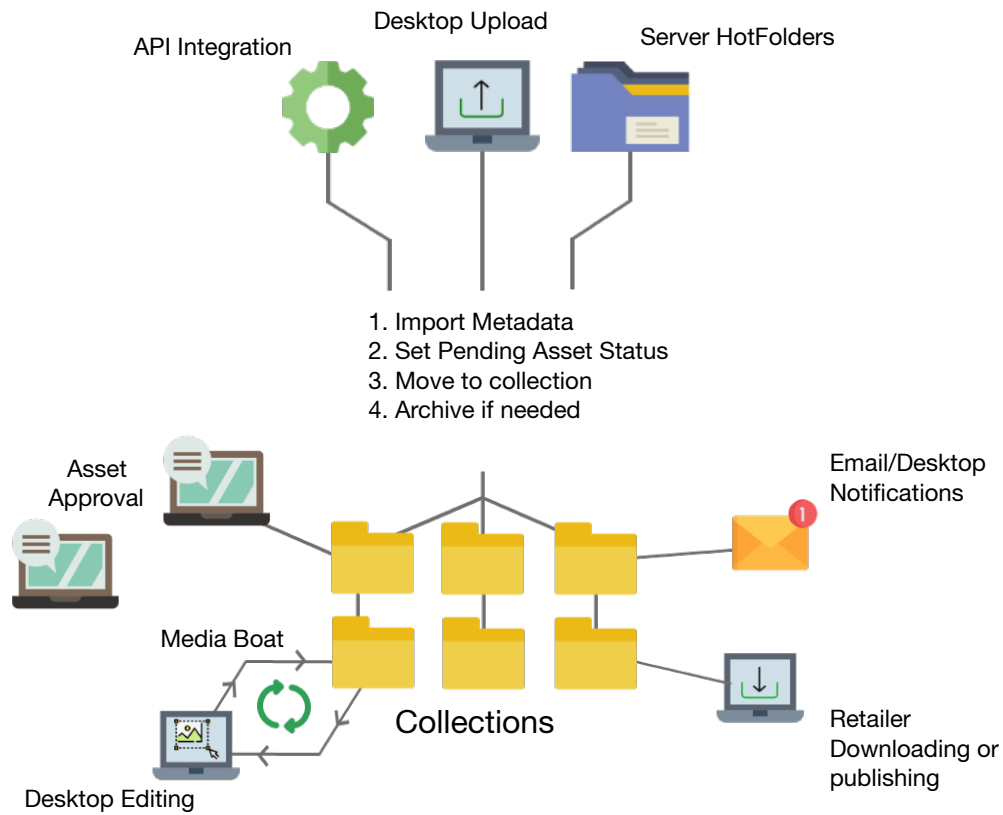 API Integration
Desktop Upload
Server HotFolders
1. Import Metadata
2. Set Pending Asset Status
3. Move to collection
4. Archive if needed
Asset
Approval
Email/Desktop
Notifications
1
Media Boat
Collections
Desktop Editing
Retailer
Downloading or
publishing